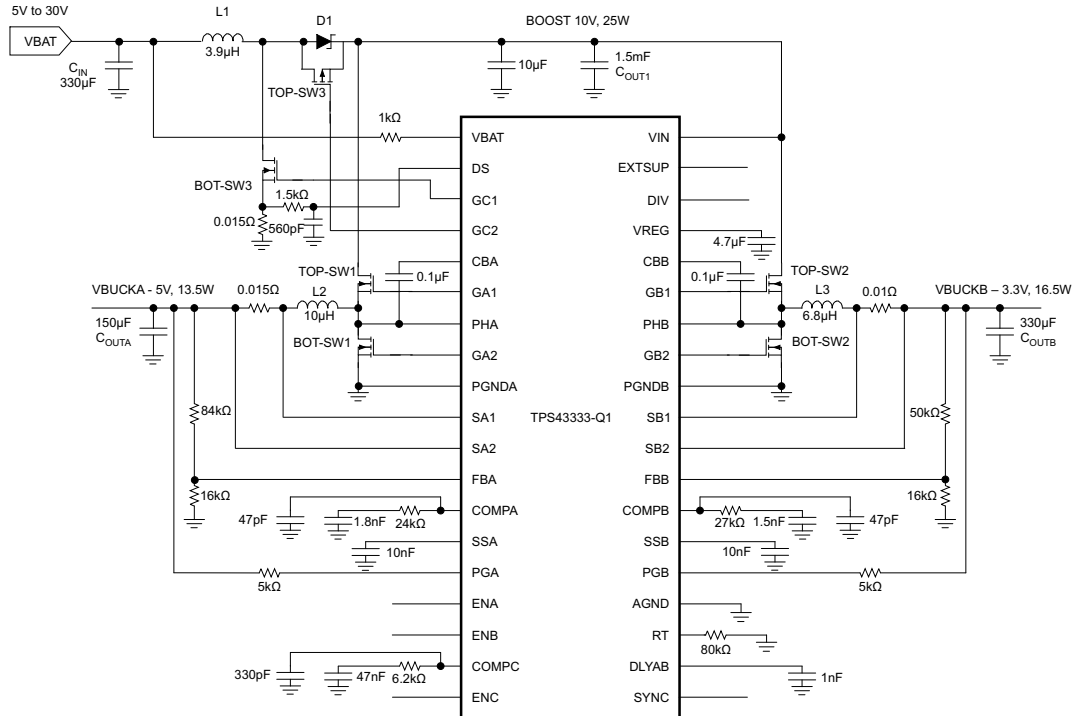 5V to 30V
VBAT
L1
3.9µH
D1
BOOST 10V, 25W
CIN
330µF
TOP-SW3
10µF
1.5mF
COUT1
1kΩ
VBAT
VIN
DS
EXTSUP
BOT-SW3
1.5kΩ
GC1
DIV
0.015Ω
560pF
GC2
VREG
4.7µF
CBA
CBB
TOP-SW1
0.1µF
0.1µF
TOP-SW2
VBUCKA - 5V, 13.5W
0.015Ω
L2
10µH
GA1
GB1
L3
6.8µH
0.01Ω
VBUCKB – 3.3V, 16.5W
150µF
COUTA
PHA
PHB
330µF
COUTB
BOT-SW1
GA2
GB2
BOT-SW2
PGNDA
PGNDB
84kΩ
SA1
TPS43333-Q1
SB1
50kΩ
SA2
SB2
FBA
FBB
16kΩ
16kΩ
COMPA
COMPB
47pF
1.8nF
24kΩ
27kΩ
1.5nF
47pF
SSA
SSB
10nF
10nF
PGA
PGB
5kΩ
5kΩ
ENA
AGND
ENB
RT
80kΩ
COMPC
DLYAB
330pF
47nF
6.2kΩ
1nF
ENC
SYNC